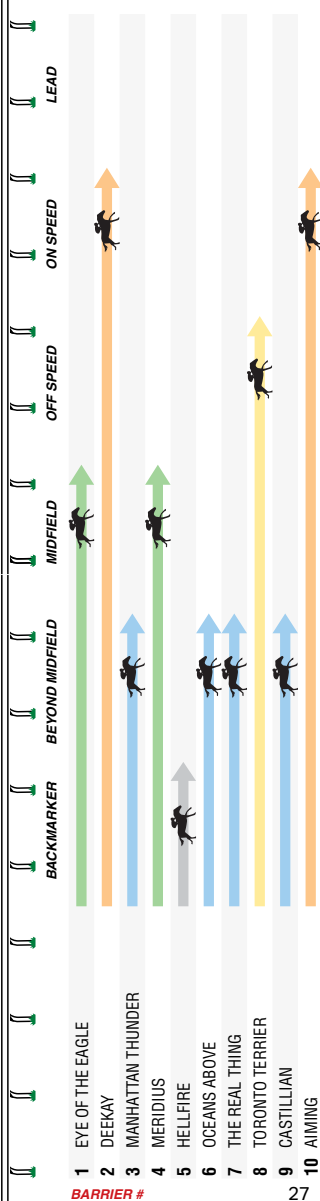 BACKMARKER BEYOND MIDFIELD MIDFIELD OFF SPEED ON SPEED LEAD
1 EYE OF THE EAGLE
2 DEEKAY
3 MANHATTAN THUNDER
4 MERIDIUS
5 HELLFIRE
6 OCEANS ABOVE
7 THE REAL THING
8 TORONTO TERRIER
9 CASTILLIAN
10 AIMING
BARRIER #
27